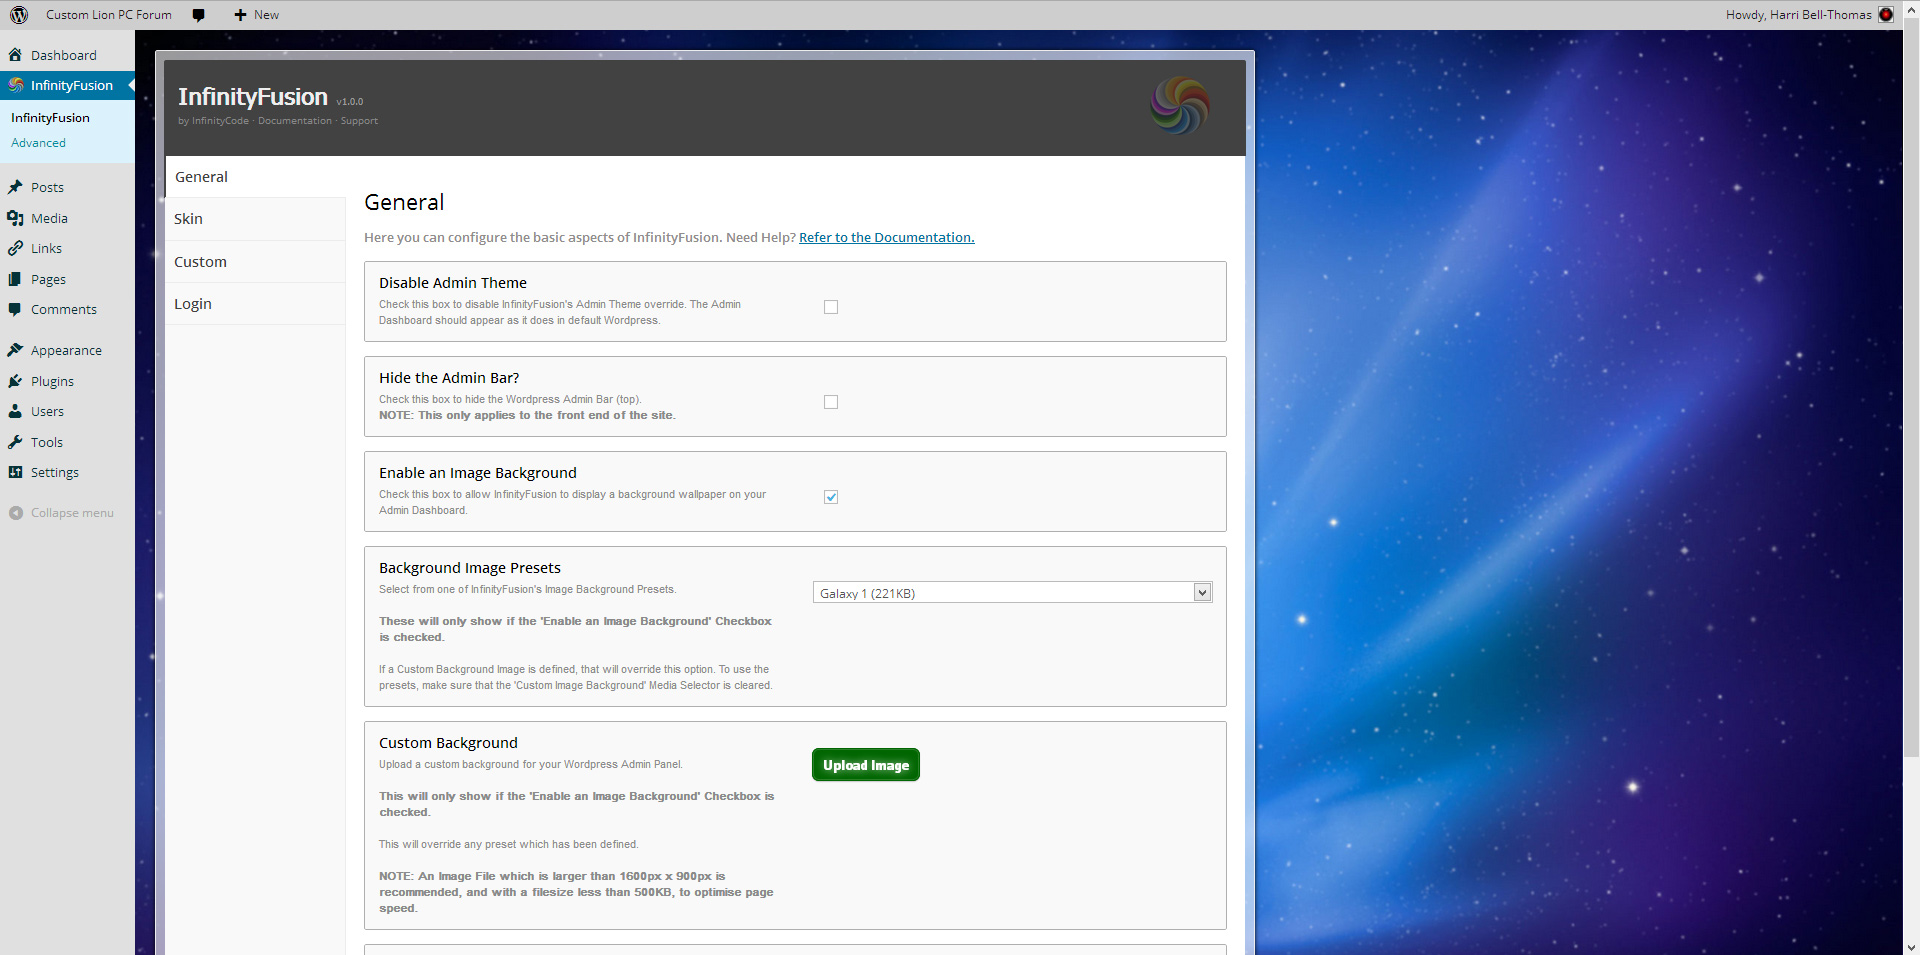 Custom Lion PC Forum
New
Howdy, Harri Bell-Thomas
Dashboard
InfinityFusion
InfinityFusion
Advanced
Posts
Media
Links
Pages
Comments
Appearance
Plugins
Users
Tools
Settings
Collapse menu
InfinityFusion v1.0.0
by InfinityCode · Documentation · Support
General
Skin
Custom
Login
General
Here you can configure the basic aspects of InfinityFusion. Need Help? Refer to the Documentation.
Disable Admin Theme
Check this box to disable InfinityFusion's Admin Theme override. The Admin
Dashboard should appear as it does in default Wordpress.
Hide the Admin Bar?
Check this box to hide the Wordpress Admin Bar (top).
NOTE: This only applies to the front end of the site.
Enable an Image Background
Check this box to allow InfinityFusion to display a background wallpaper on your
Admin Dashboard.
Background Image Presets
Select from one of InfinityFusion's Image Background Presets.
Galaxy 1 (221KB)
These will only show if the 'Enable an Image Background' Checkbox
is checked.
If a Custom Background Image is defined, that will override this option. To use the
presets, make sure that the 'Custom Image Background' Media Selector is cleared.
Custom Background
Upload a custom background for your Wordpress Admin Panel.
Upload Image
This will only show if the 'Enable an Image Background' Checkbox is
checked.
This will override any preset which has been defined.
NOTE: An Image File which is larger than 1600px x 900px is
recommended, and with a filesize less than 500KB, to optimise page
speed.